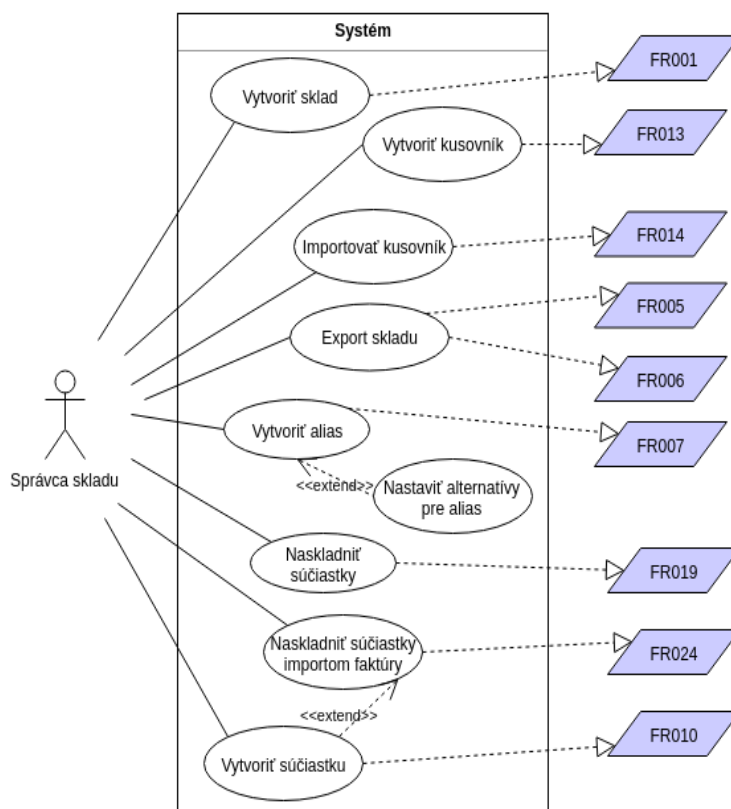 Systém
Vytvoriť sklad
FR001
Vytvoriť kusovník
FR013
Importovať kusovník
FR014
Export skladu
FR005
FR006
Vytvoriť alias
FR007
Správca skladu
<<extend>>
Nastaviť alternatívy
pre alias
Naskladniť
súčiastky
FR019
Naskladniť súčiastky
importom faktúry
FR024
<<extend>>
Vytvoriť súčiastku
FR010